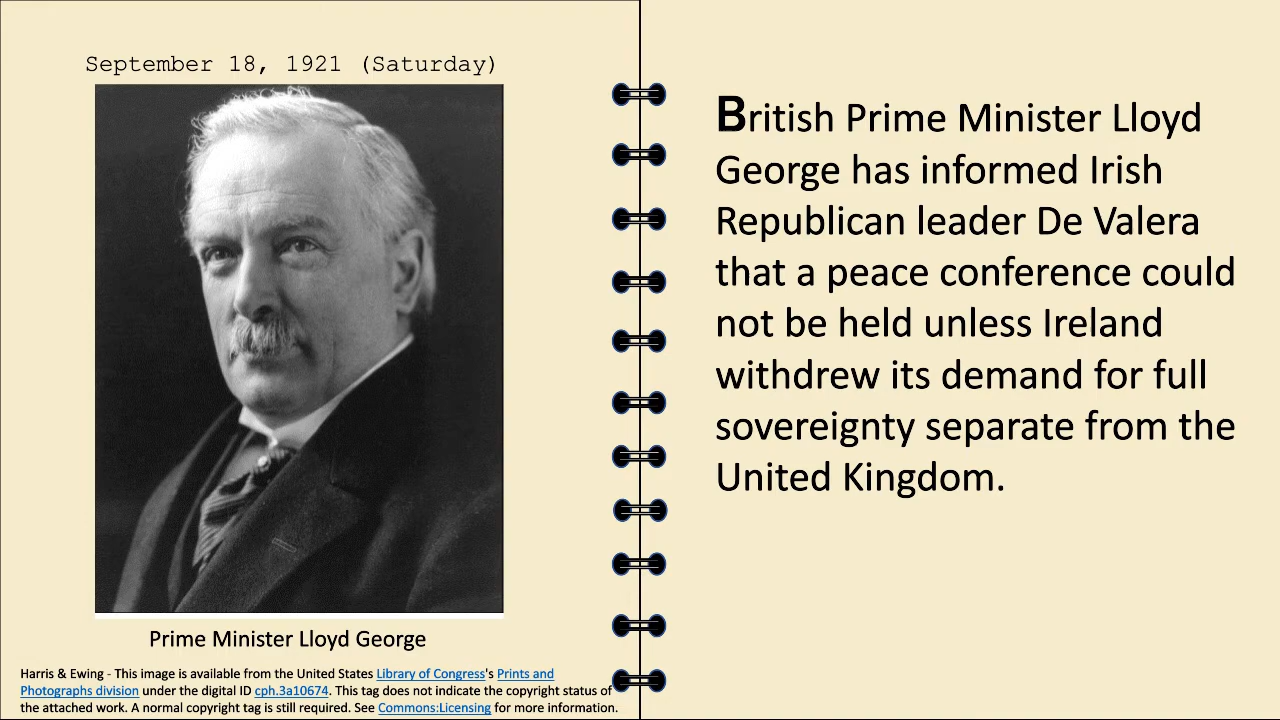 September 18, 1921 (Saturday)
Prime Minister Lloyd George
Harris & Ewing - This image is available from the United States Library of Congress's Prints and
Photographs division under the digital ID cph.3a10674. This tag does not indicate the copyright status of
the attached work. A normal copyright tag is still required. See Commons:Licensing for more information.
British Prime Minister Lloyd
George has informed Irish
Republican leader De Valera
that a peace conference could
not be held unless Ireland
withdrew its demand for full
sovereignty separate from the
United Kingdom.